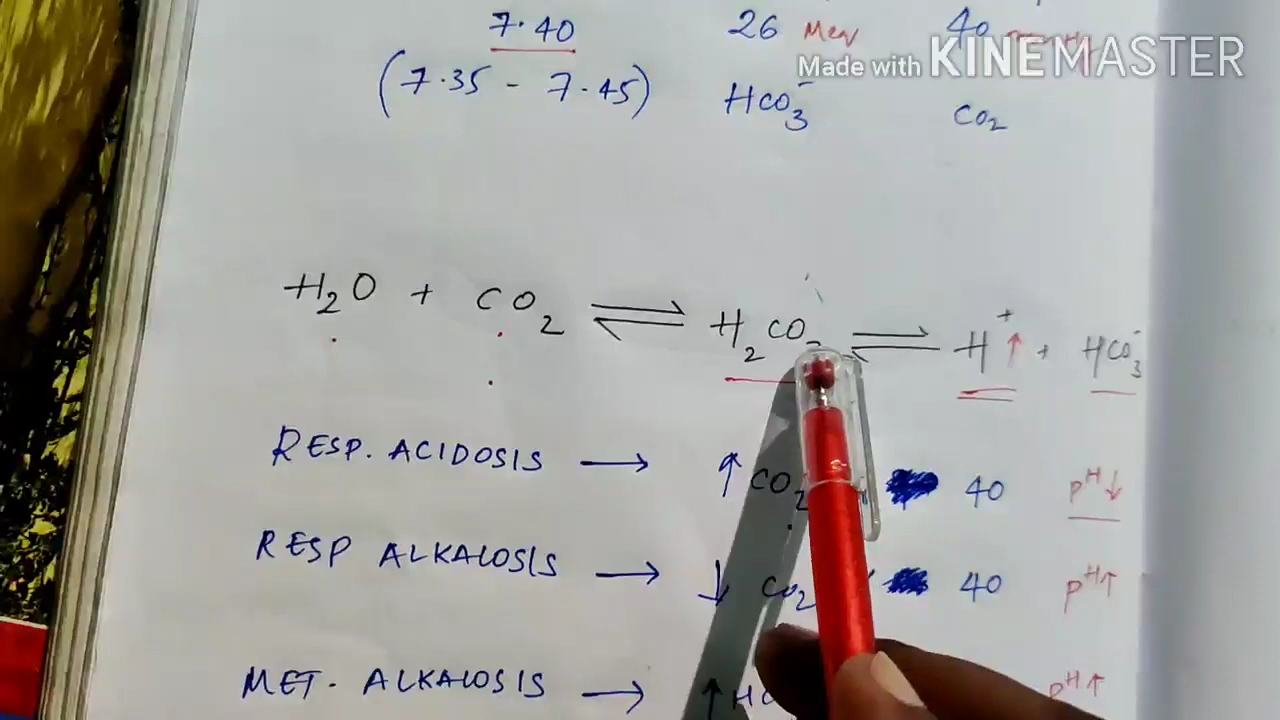 7.40 26 Meq 40
Made with KINEMASTER
(7.35 - 7.45) HCO3- CO2
H2O + CO2 ⇌ H2CO ⇌ H+ ↑ + HCO3-
RESP. ACIDOSIS → ↑ CO2 40 pH ↓
RESP ALKALOSIS → ↓ CO2 40 pH ↑
MET. ALKALOSIS → ↑ pH ↑